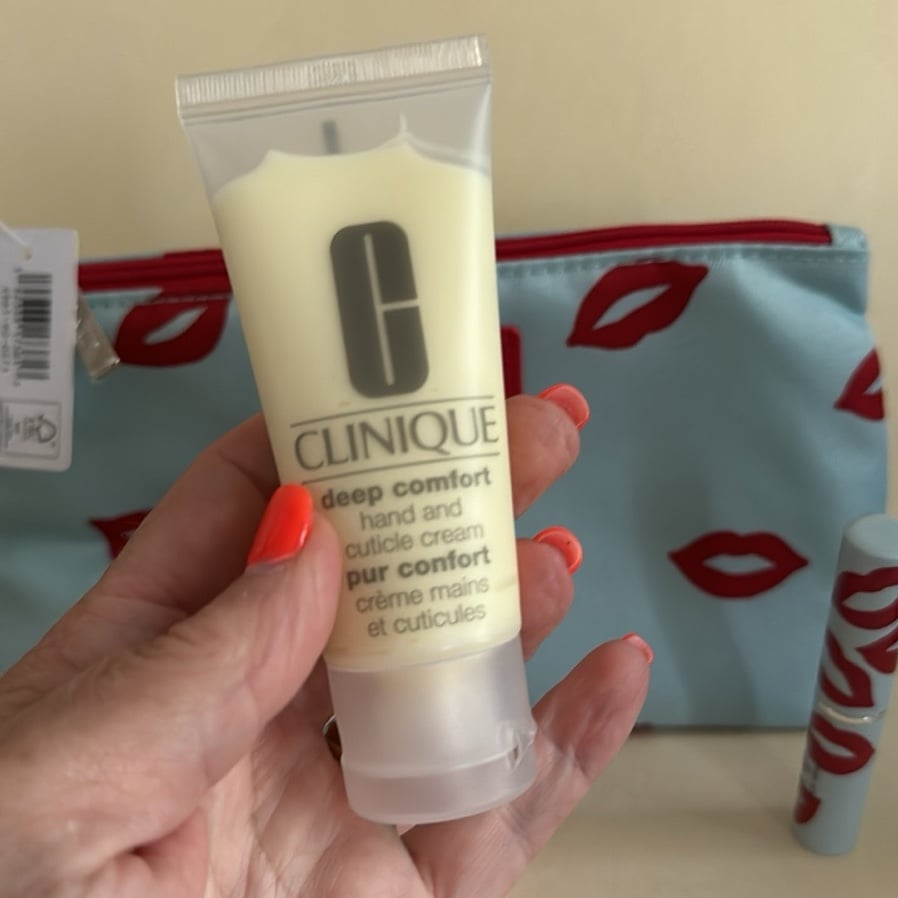 C
CLINIQUE
deep comfort
hand and
cuticle cream
pur confort
crème mains
et cuticules